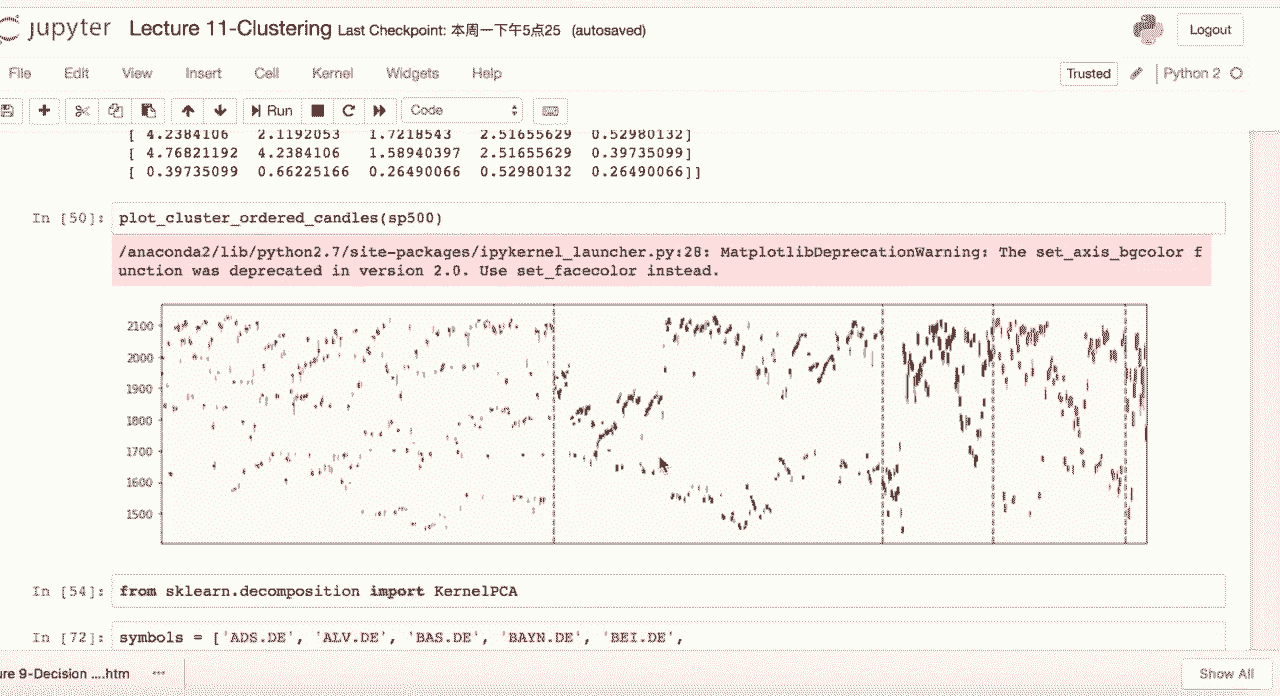 jupyter Lecture 11-Clustering Last Checkpoint: 本周一下午5点25 (autosaved) Logout
File Edit View Insert Cell Kernel Widgets Help Trusted Python 2
Run Code
[ 4.2384106 2.1192053 1.7218543 2.51655629 0.52980132]
[ 4.76821192 4.2384106 1.58940397 2.51655629 0.39735099]
[ 0.39735099 0.66225166 0.26490066 0.52980132 0.26490066]]
In [50]: plot_cluster_ordered_candles(sp500)
/anaconda2/lib/python2.7/site-packages/ipykernel_launcher.py:28: MatplotlibDeprecationWarning: The set_axis_bgcolor f
unction was deprecated in version 2.0. Use set_facecolor instead.
2100
2000
1900
1800
1700
1600
1500
In [54]: from sklearn.decomposition import KernelPCA
In [72]: symbols = ['ADS.DE', 'ALV.DE', 'BAS.DE', 'BAYN.DE', 'BEI.DE',
ure 9-Decision ....htm Show All